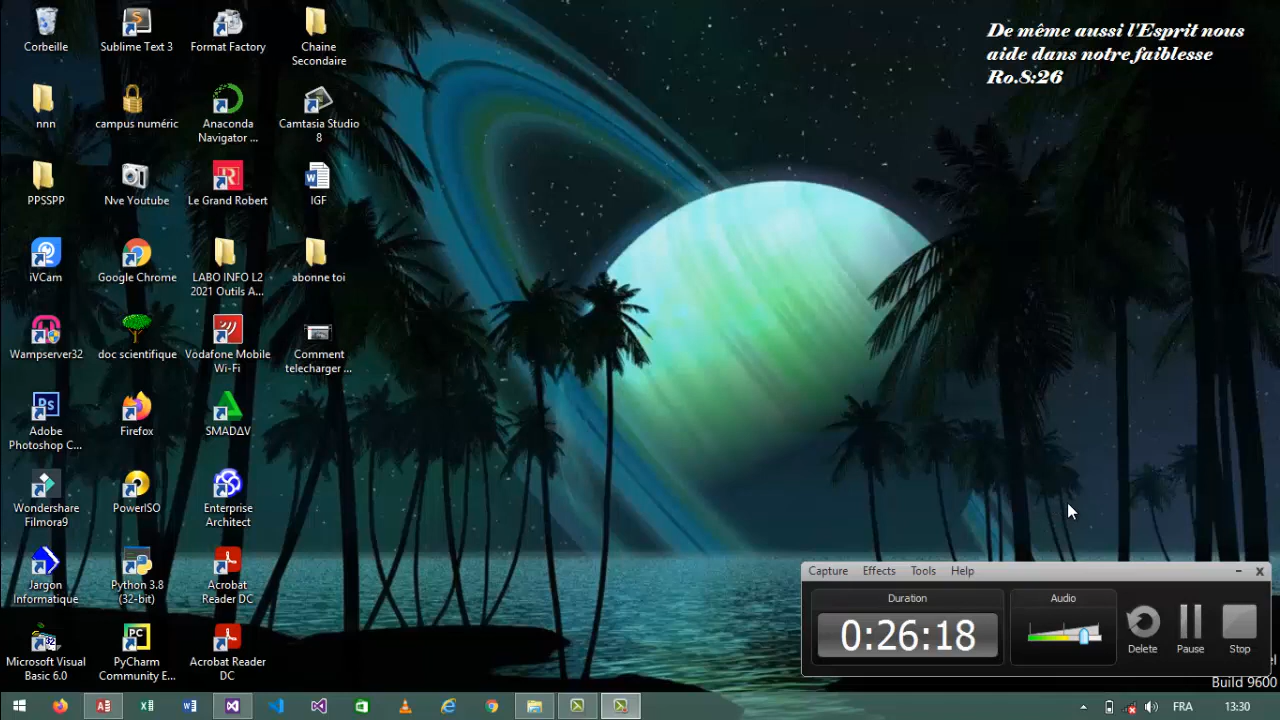 Corbeille
Sublime Text 3
Format Factory
Chaine
Secondaire
De même aussi l'Esprit nous
aide dans notre faiblesse
Ro.8:26
nnn
campus numéric
Anaconda
Navigator ...
Camtasia Studio
8
PPSSPP
Nve Youtube
Le Grand Robert
IGF
iVCam
Google Chrome
LABO INFO L2
2021 Outils A...
abonne toi
Wampserver32
doc scientifique
Vodafone Mobile
Wi-Fi
Comment
telecharger ...
Adobe
Photoshop C...
Firefox
SMADAV
Wondershare
Filmora9
PowerISO
Enterprise
Architect
Jargon
Informatique
Python 3.8
(32-bit)
Acrobat
Reader DC
Microsoft Visual
Basic 6.0
PyCharm
Community E...
Acrobat Reader
DC
Capture Effects Tools Help
Duration
0:26:18
Audio
Delete
Pause
Stop
Build 9600
FRA
13:30